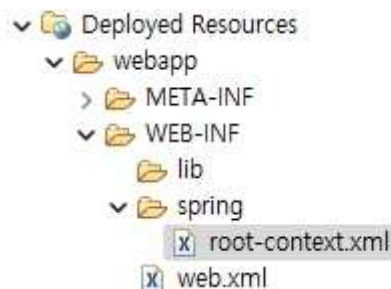 Deployed Resources
webapp
META-INF
WEB-INF
lib
spring
root-context.xml
web.xml